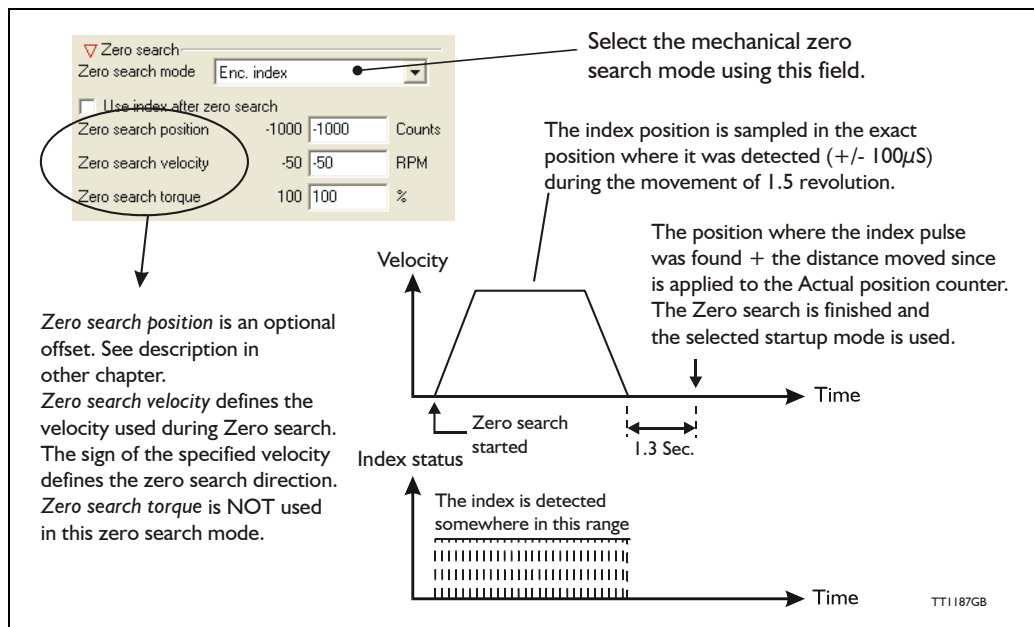 Zero search
Zero search mode Enc. index
Use index after zero search
Zero search position -1000 -1000 Counts
Zero search velocity -50 -50 RPM
Zero search torque 100 100 %
Select the mechanical zero
search mode using this field.
The index position is sampled in the exact
position where it was detected (+/- 100µS)
during the movement of 1.5 revolution.
The position where the index pulse
was found + the distance moved since
is applied to the Actual position counter.
The Zero search is finished and
the selected startup mode is used.
Zero search position is an optional
offset. See description in
other chapter.
Zero search velocity defines the
velocity used during Zero search.
The sign of the specified velocity
defines the zero search direction.
Zero search torque is NOT used
in this zero search mode.
Velocity
Time
Zero search
started
1.3 Sec.
Index status
The index is detected
somewhere in this range
Time
TT1187GB